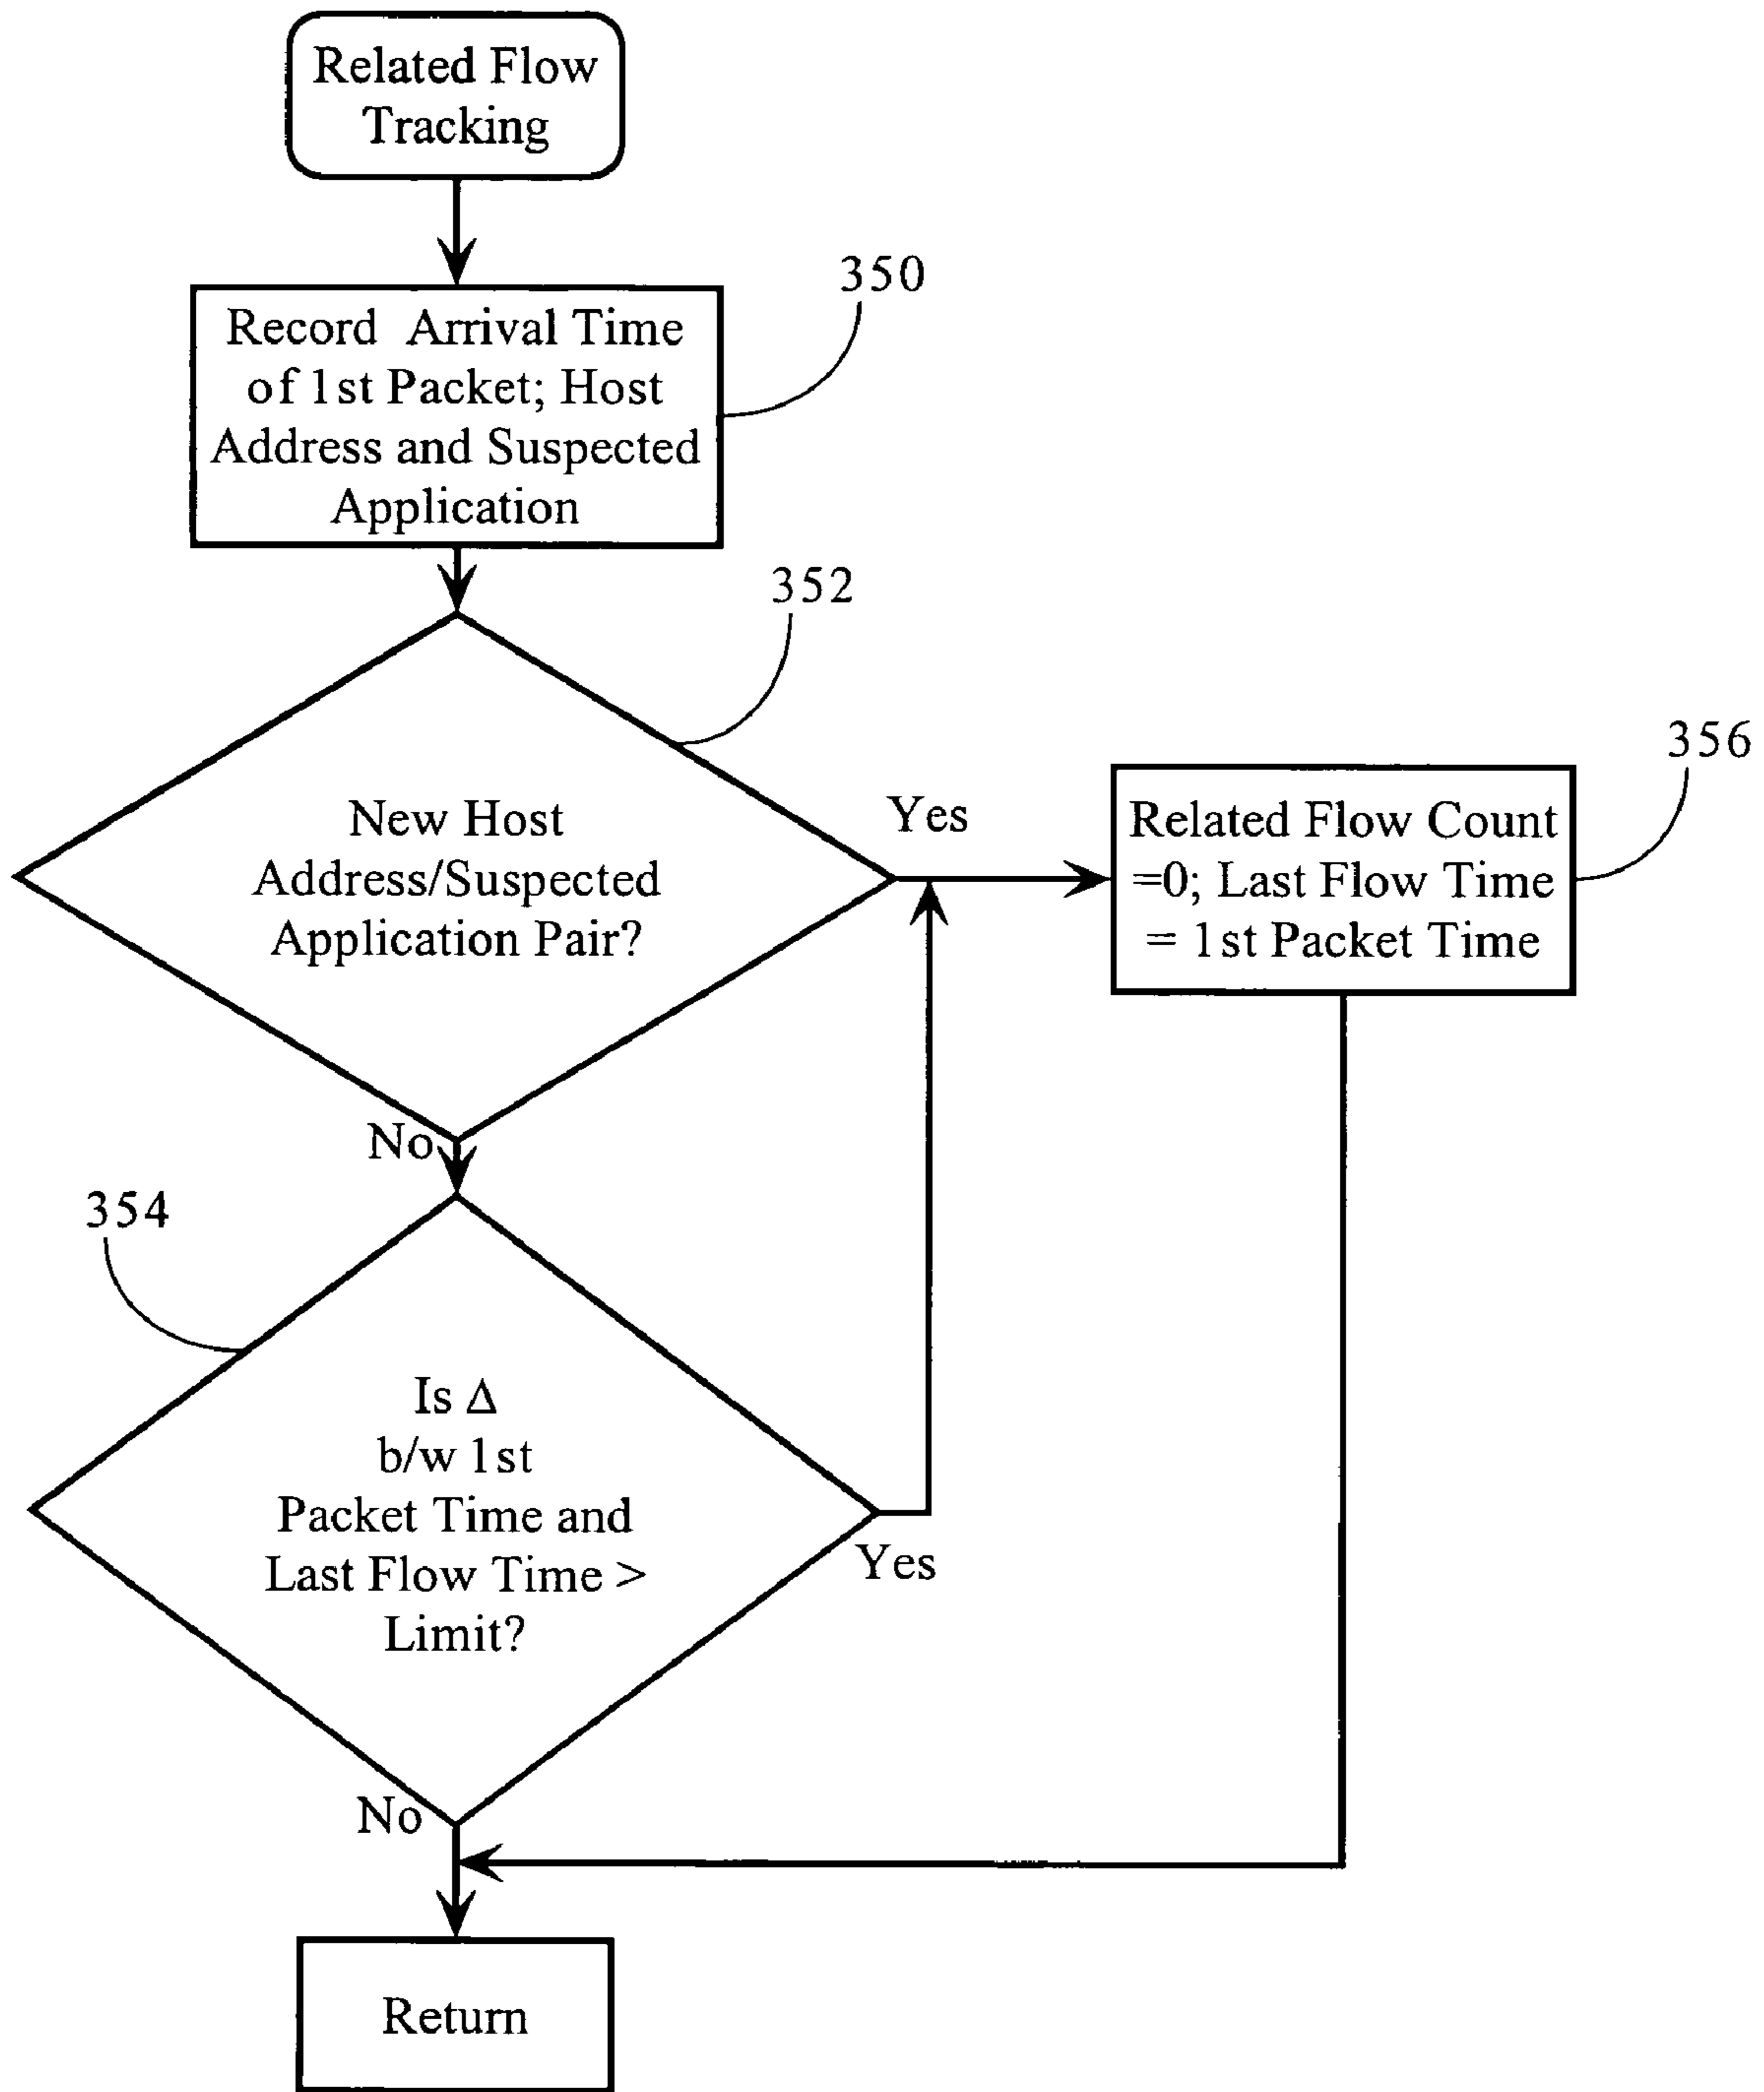 Related Flow
Tracking
350
Record Arrival Time
of 1st Packet; Host
Address and Suspected
Application
352
New Host
Address/Suspected
Application Pair?
Yes
356
Related Flow Count
=0; Last Flow Time
= 1st Packet Time
No
354
Is Δ
b/w 1st
Packet Time and
Last Flow Time >
Limit?
Yes
No
Return